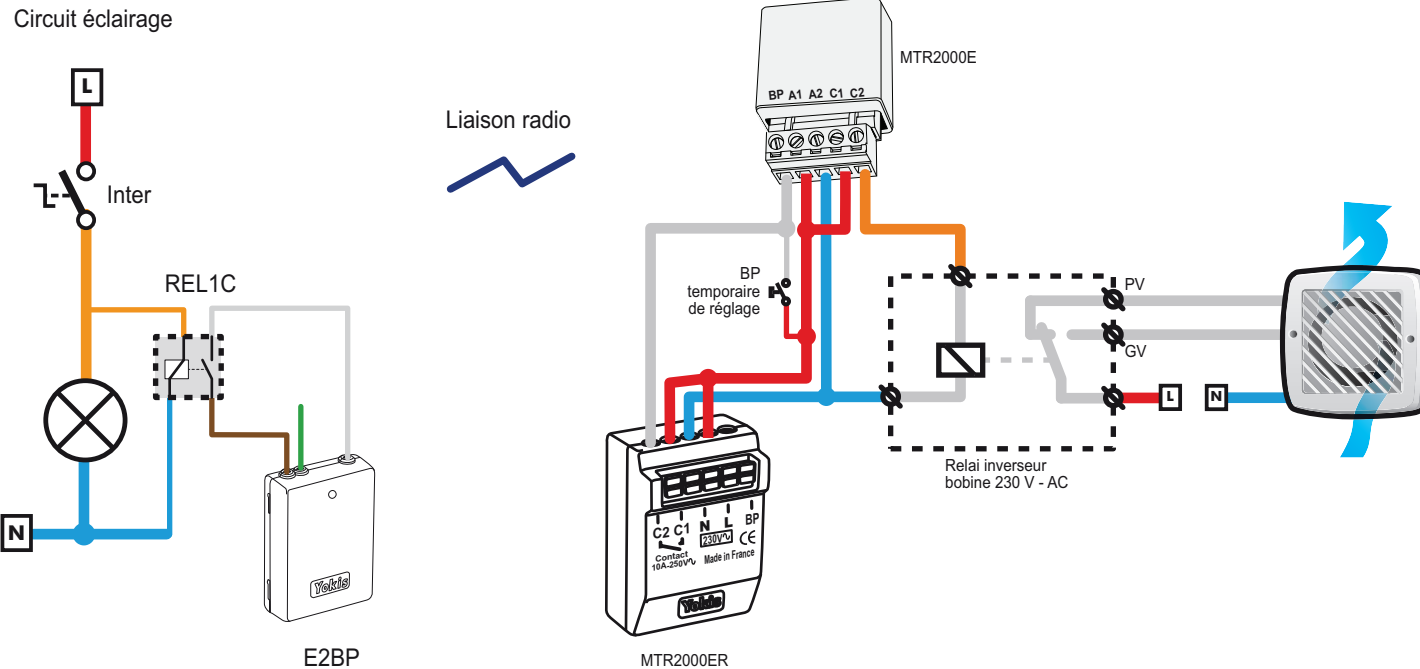 Circuit éclairage
L
Inter
REL1C
N
Yokis
E2BP
Liaison radio
MTR2000E
BP A1 A2 C1 C2
BP
temporaire
de réglage
PV
GV
L
N
Relai inverseur
bobine 230 V - AC
C2 C1 N L BP
230V~ CE
Contact
10A-250V~
Made in France
Yokis
MTR2000ER